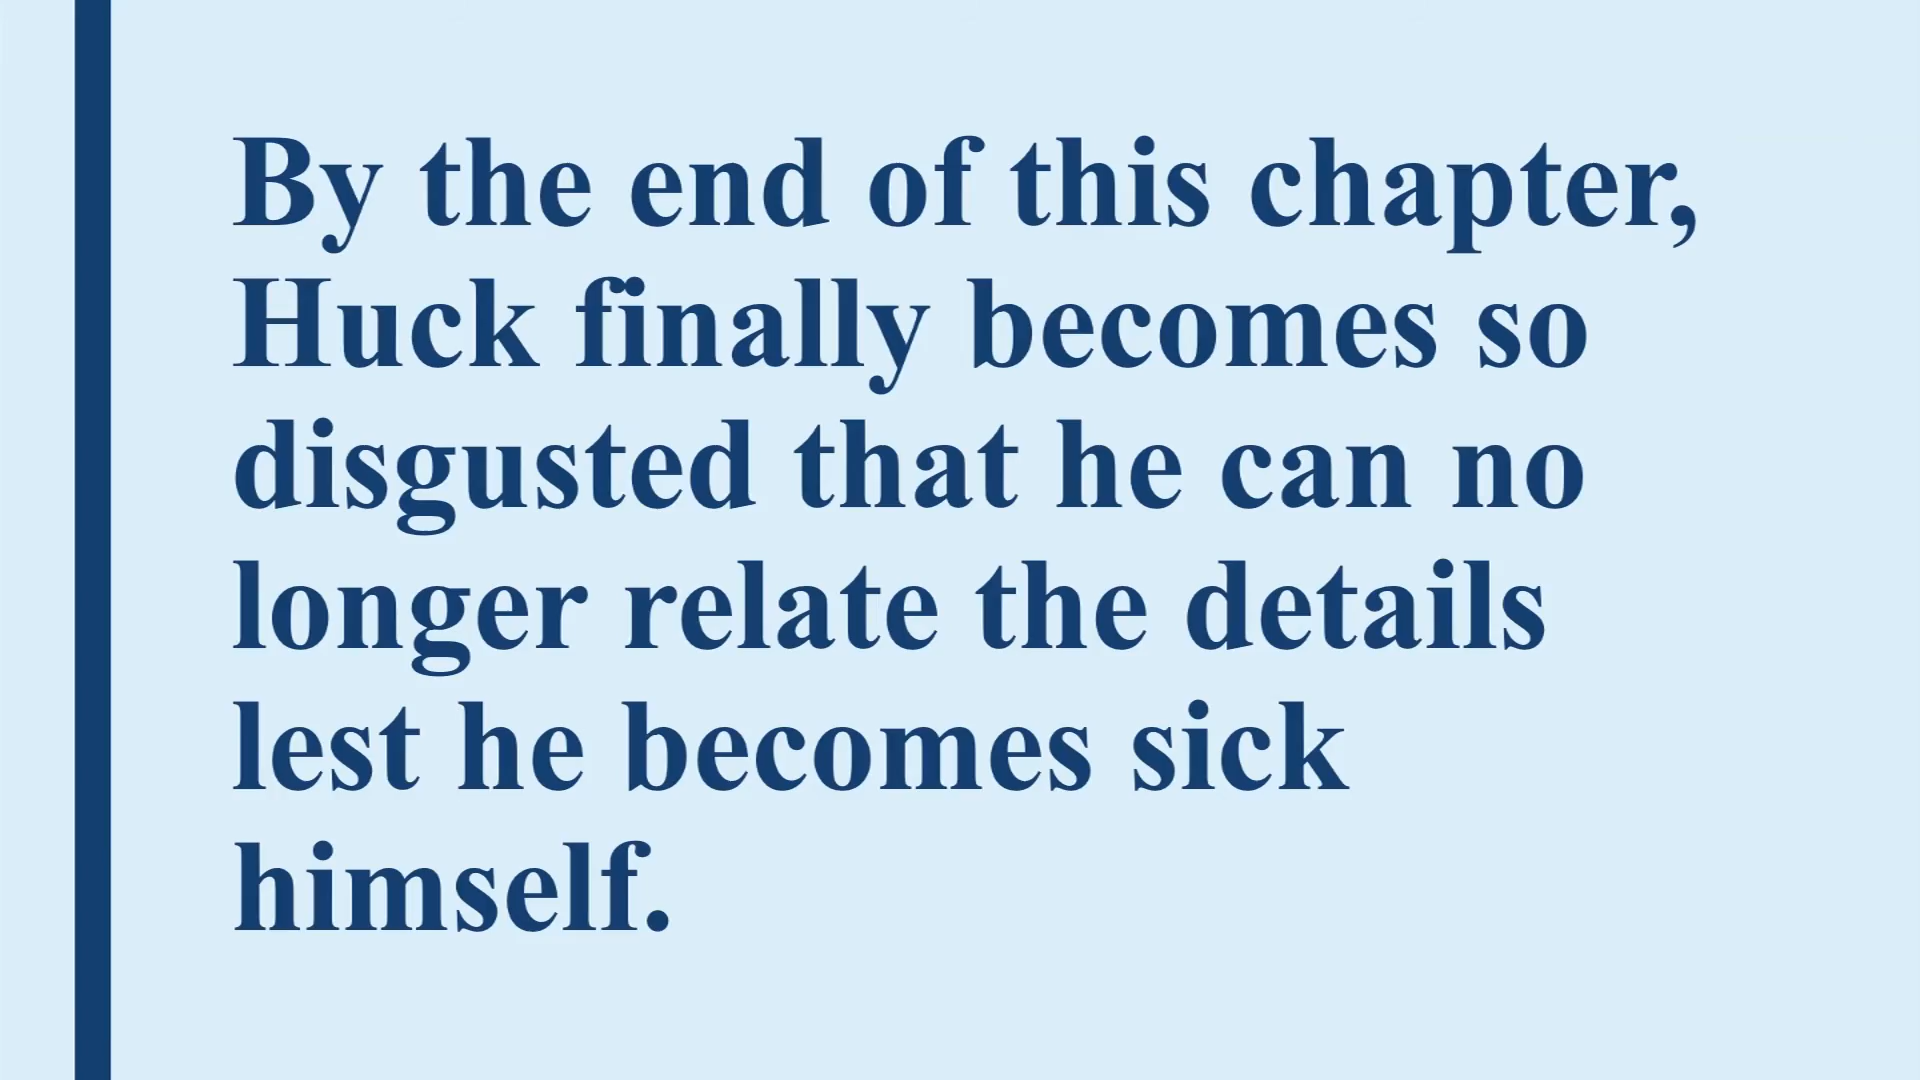 By the end of this chapter,
Huck finally becomes so
disgusted that he can no
longer relate the details
lest he becomes sick
himself.